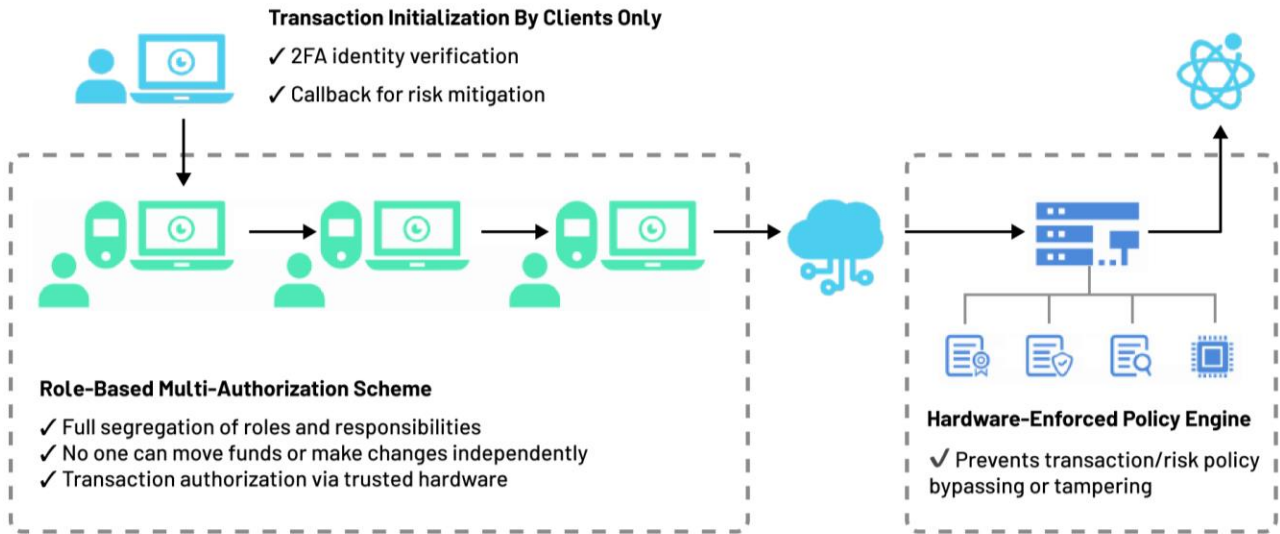 Transaction Initialization By Clients Only
✓ 2FA identity verification
✓ Callback for risk mitigation
Role-Based Multi-Authorization Scheme
✓ Full segregation of roles and responsibilities
✓ No one can move funds or make changes independently
✓ Transaction authorization via trusted hardware
Hardware-Enforced Policy Engine
✓ Prevents transaction/risk policy
bypassing or tampering